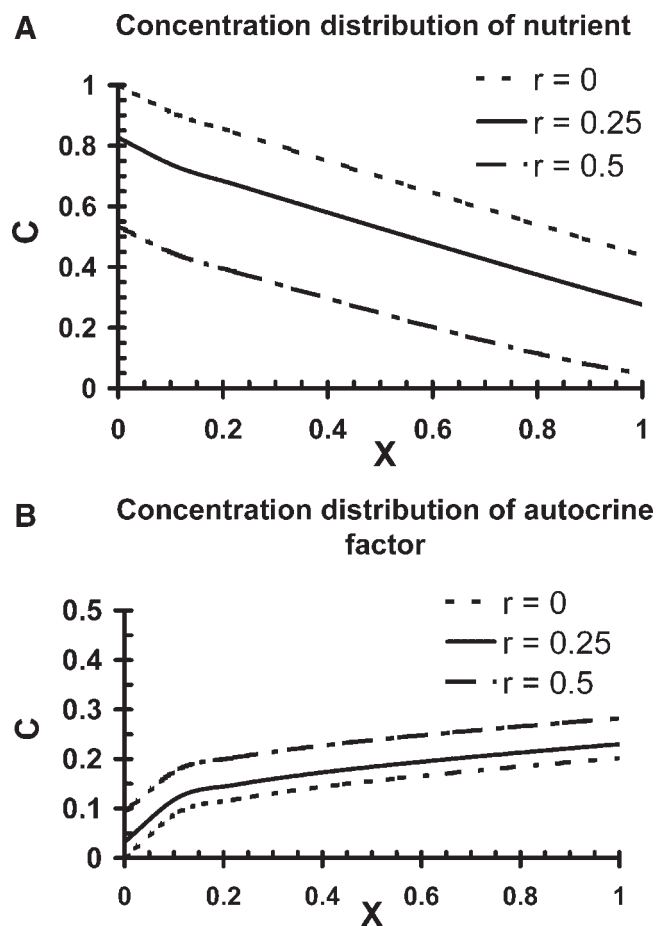 A
Concentration distribution of nutrient
r = 0
r = 0.25
r = 0.5
C
1
0.8
0.6
0.4
0.2
0
0 0.2 0.4 0.6 0.8 1
X
B
Concentration distribution of autocrine
factor
r = 0
r = 0.25
r = 0.5
C
0.5
0.4
0.3
0.2
0.1
0
0 0.2 0.4 0.6 0.8 1
X